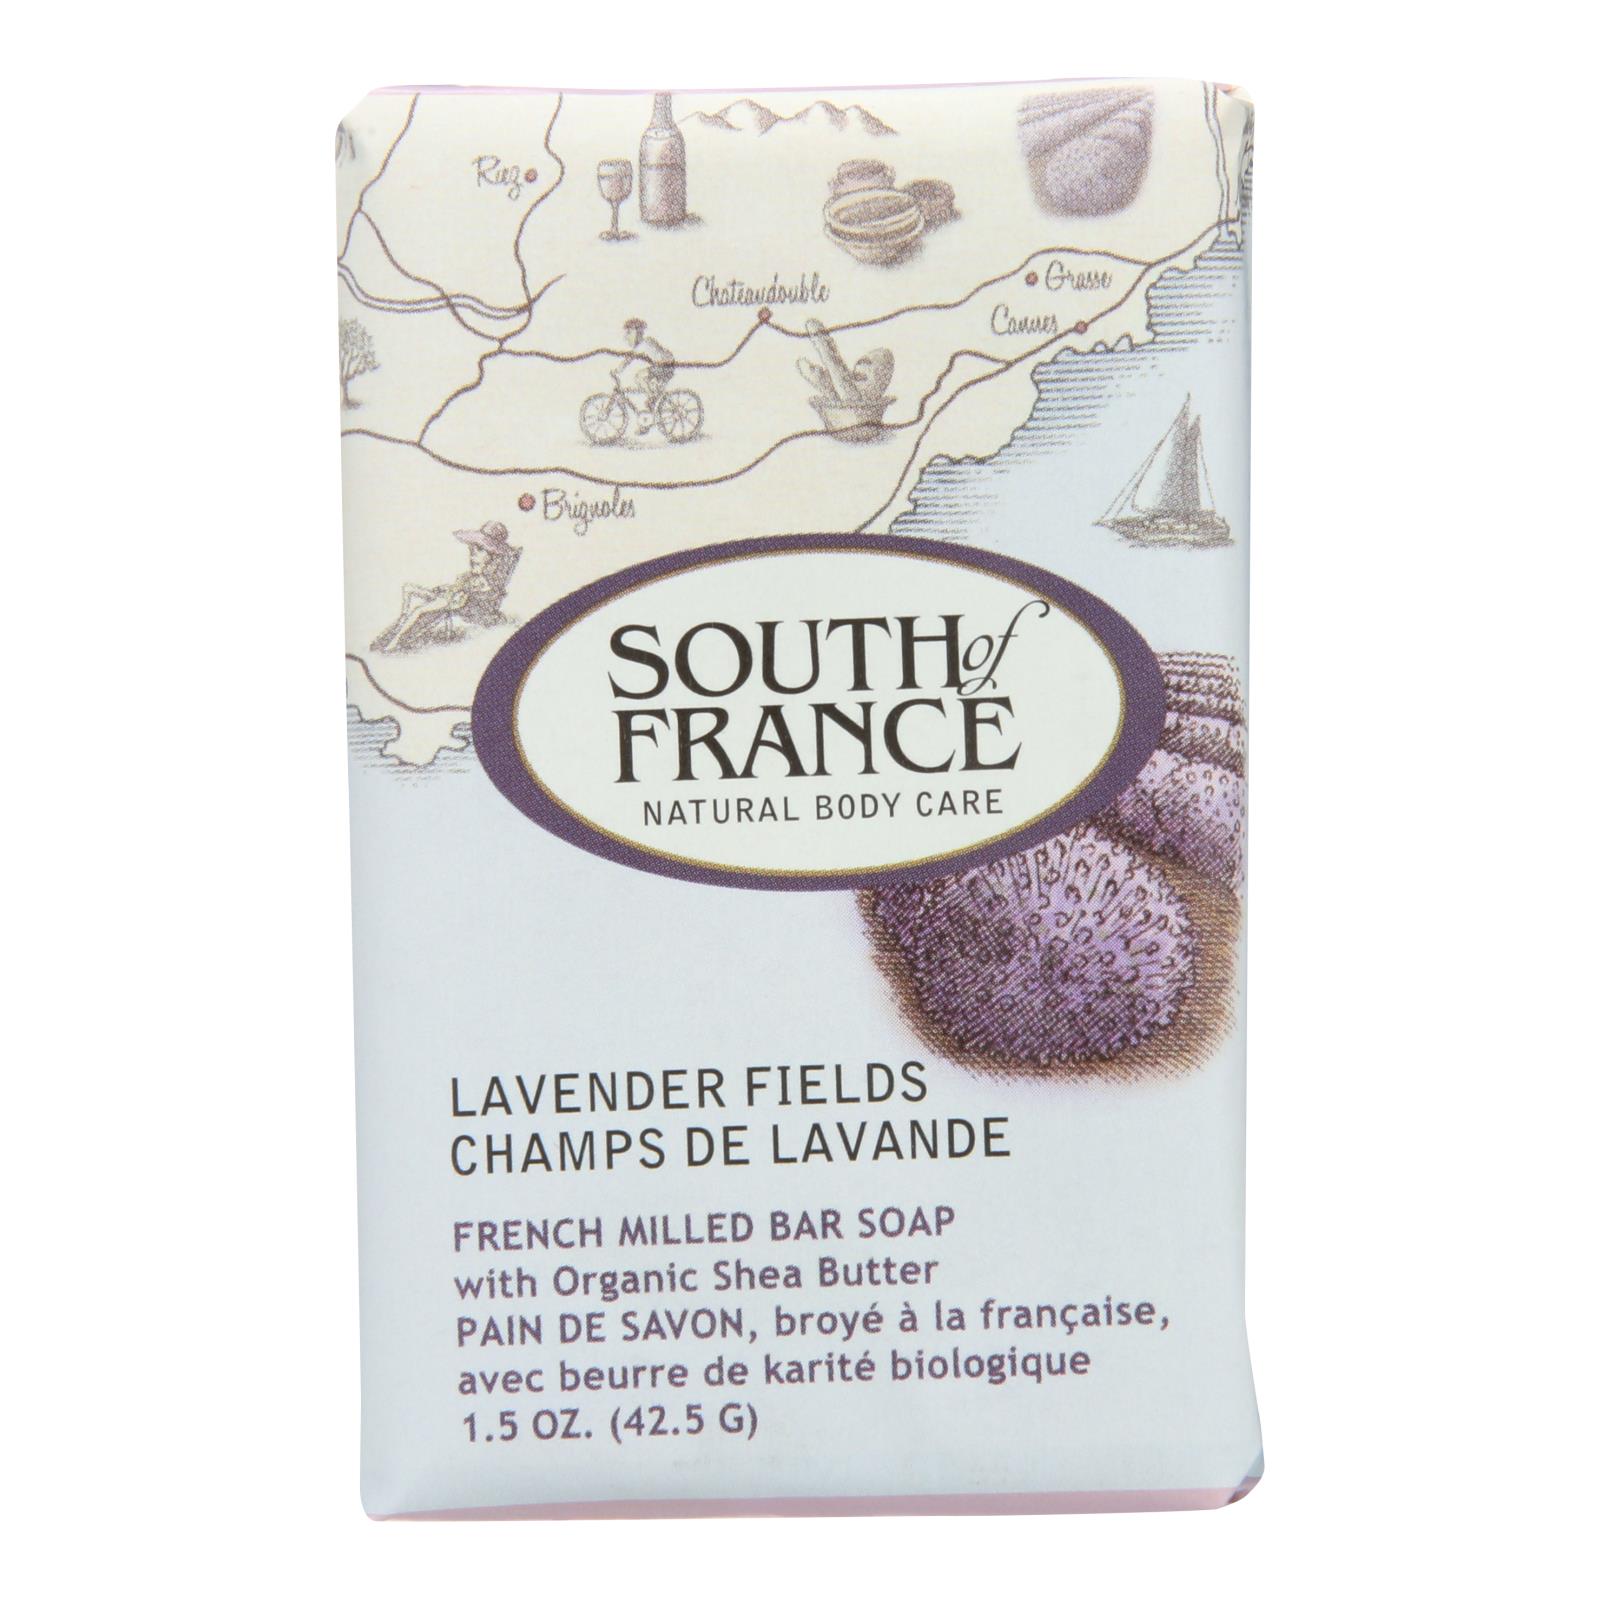 Riez
Chateaudouble
Grasse
Cannes
Brignoles
SOUTH of
FRANCE
NATURAL BODY CARE
LAVENDER FIELDS
CHAMPS DE LAVANDE
FRENCH MILLED BAR SOAP
with Organic Shea Butter
PAIN DE SAVON, broyé à la française,
avec beurre de karité biologique
1.5 OZ. (42.5 G)